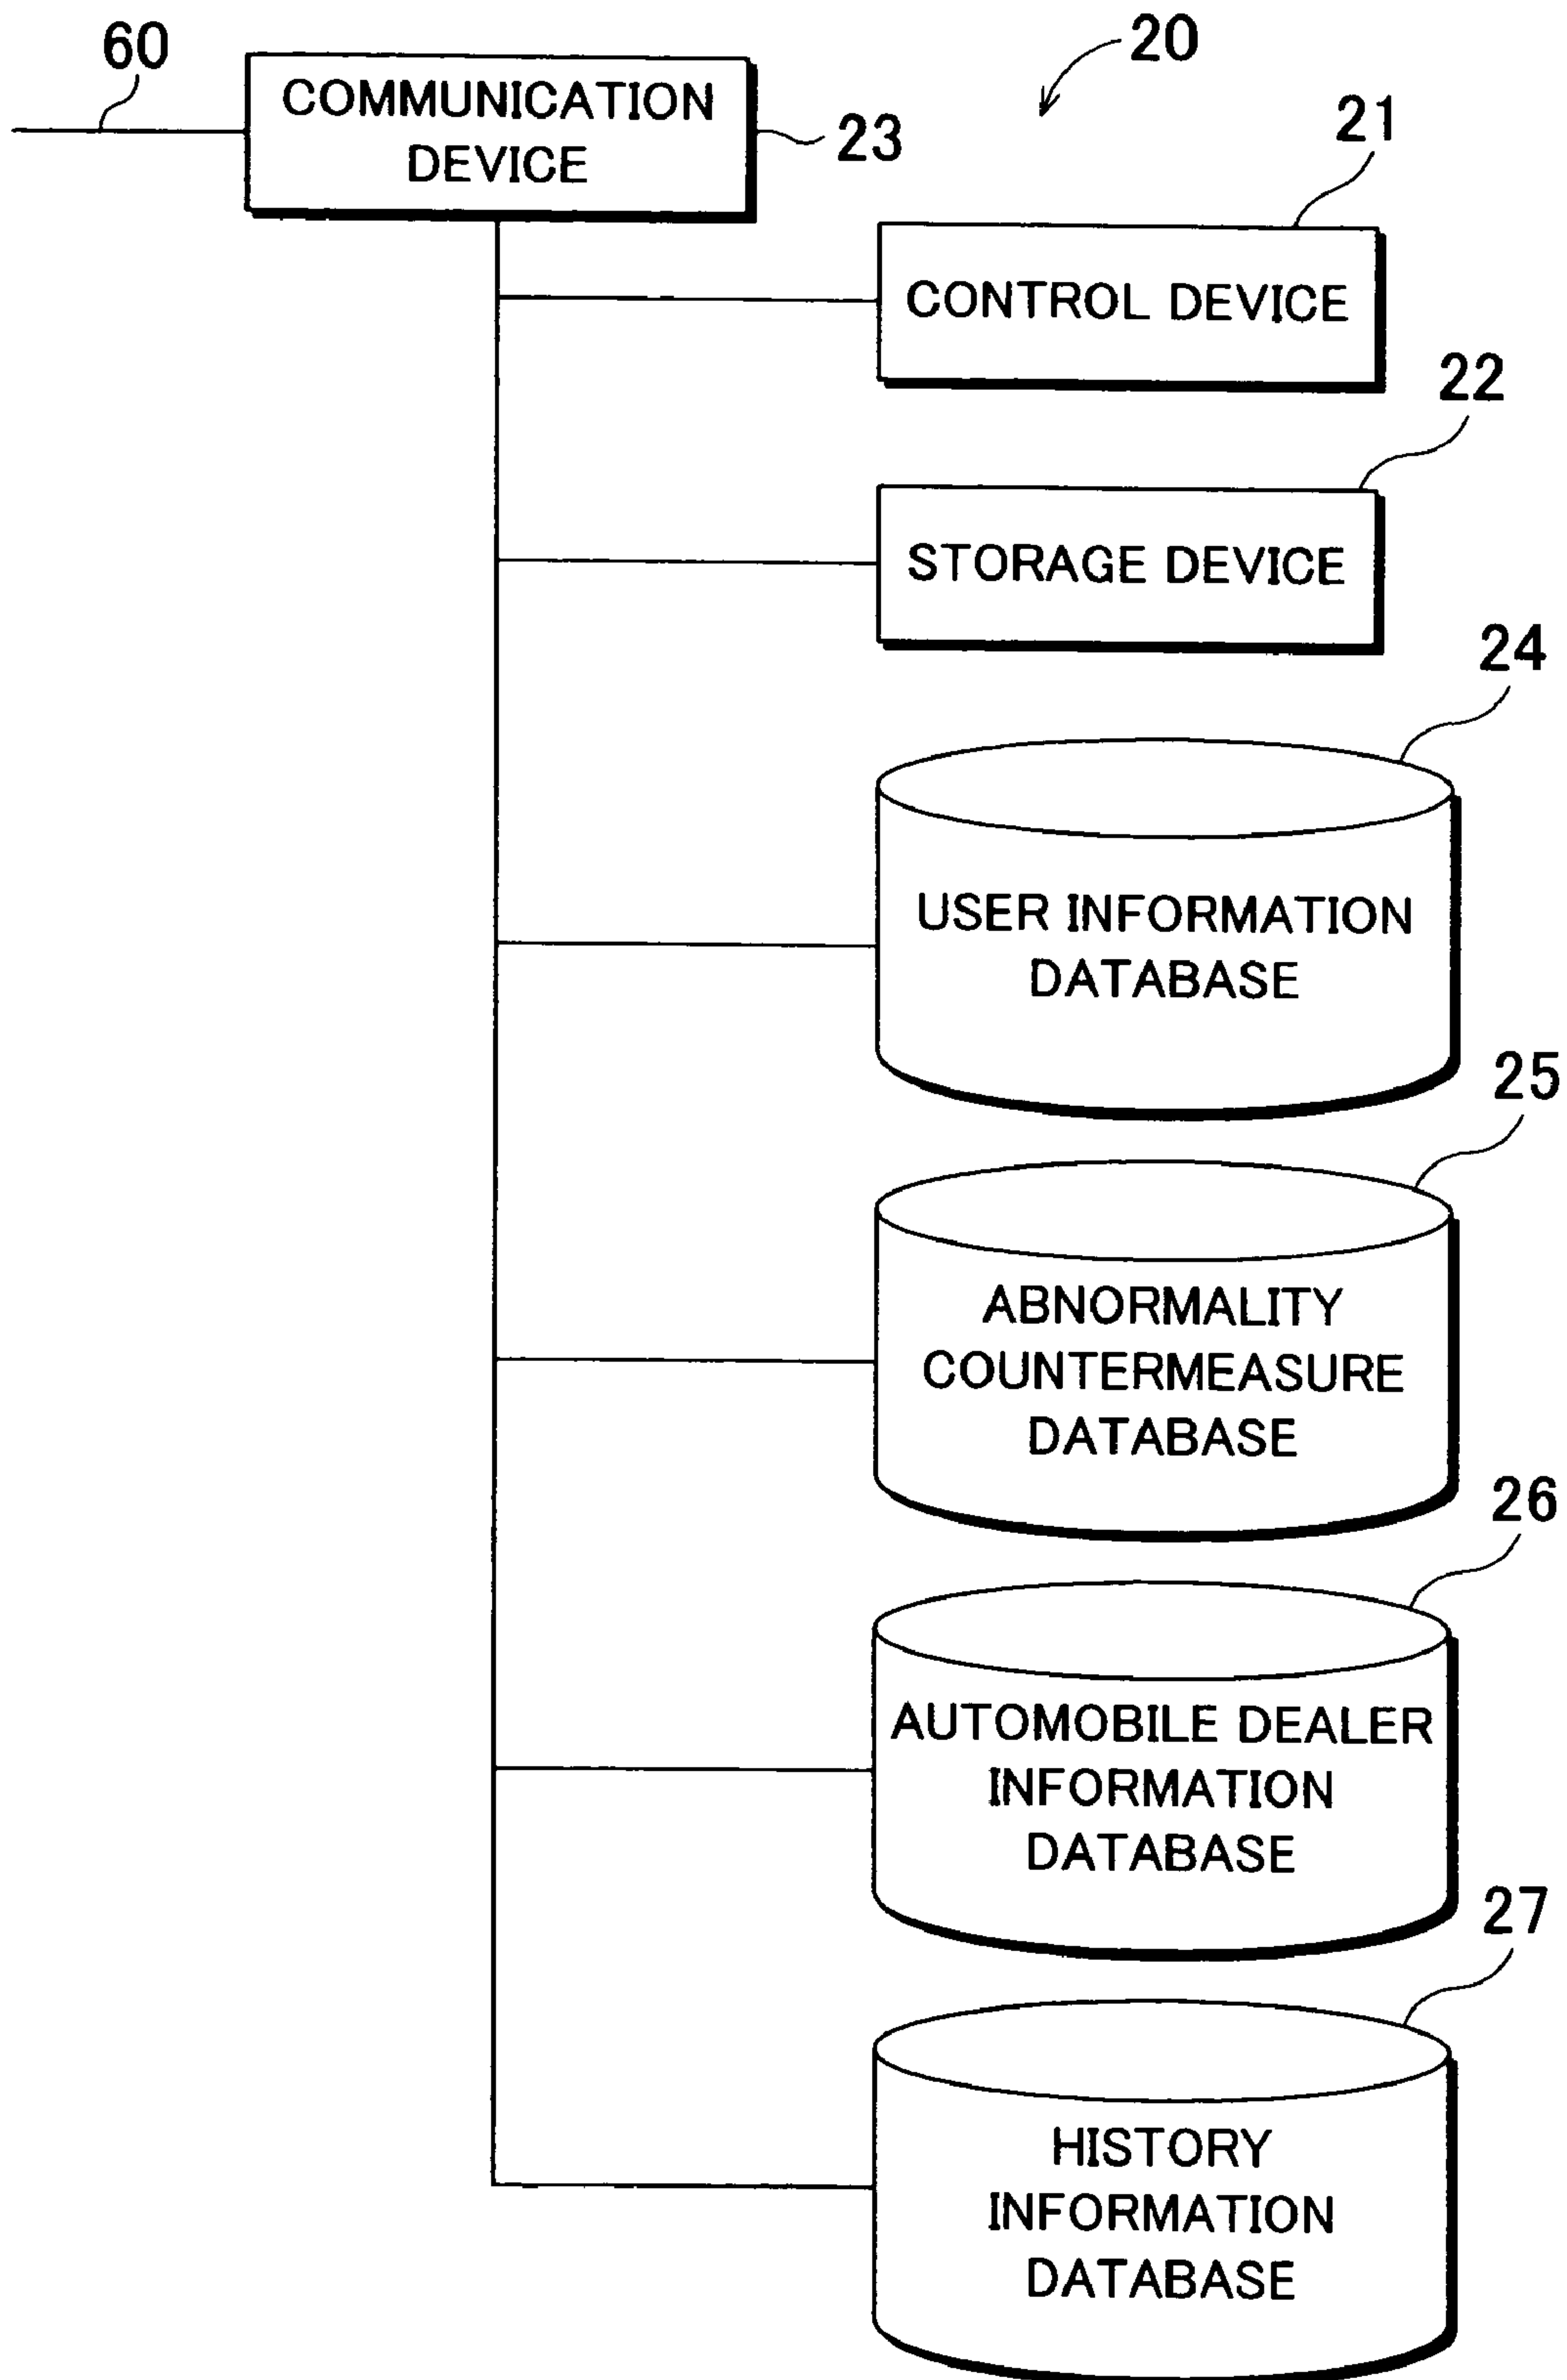 60
20
COMMUNICATION
DEVICE
23
21
CONTROL DEVICE
22
STORAGE DEVICE
24
USER INFORMATION
DATABASE
25
ABNORMALITY
COUNTERMEASURE
DATABASE
26
AUTOMOBILE DEALER
INFORMATION
DATABASE
27
HISTORY
INFORMATION
DATABASE